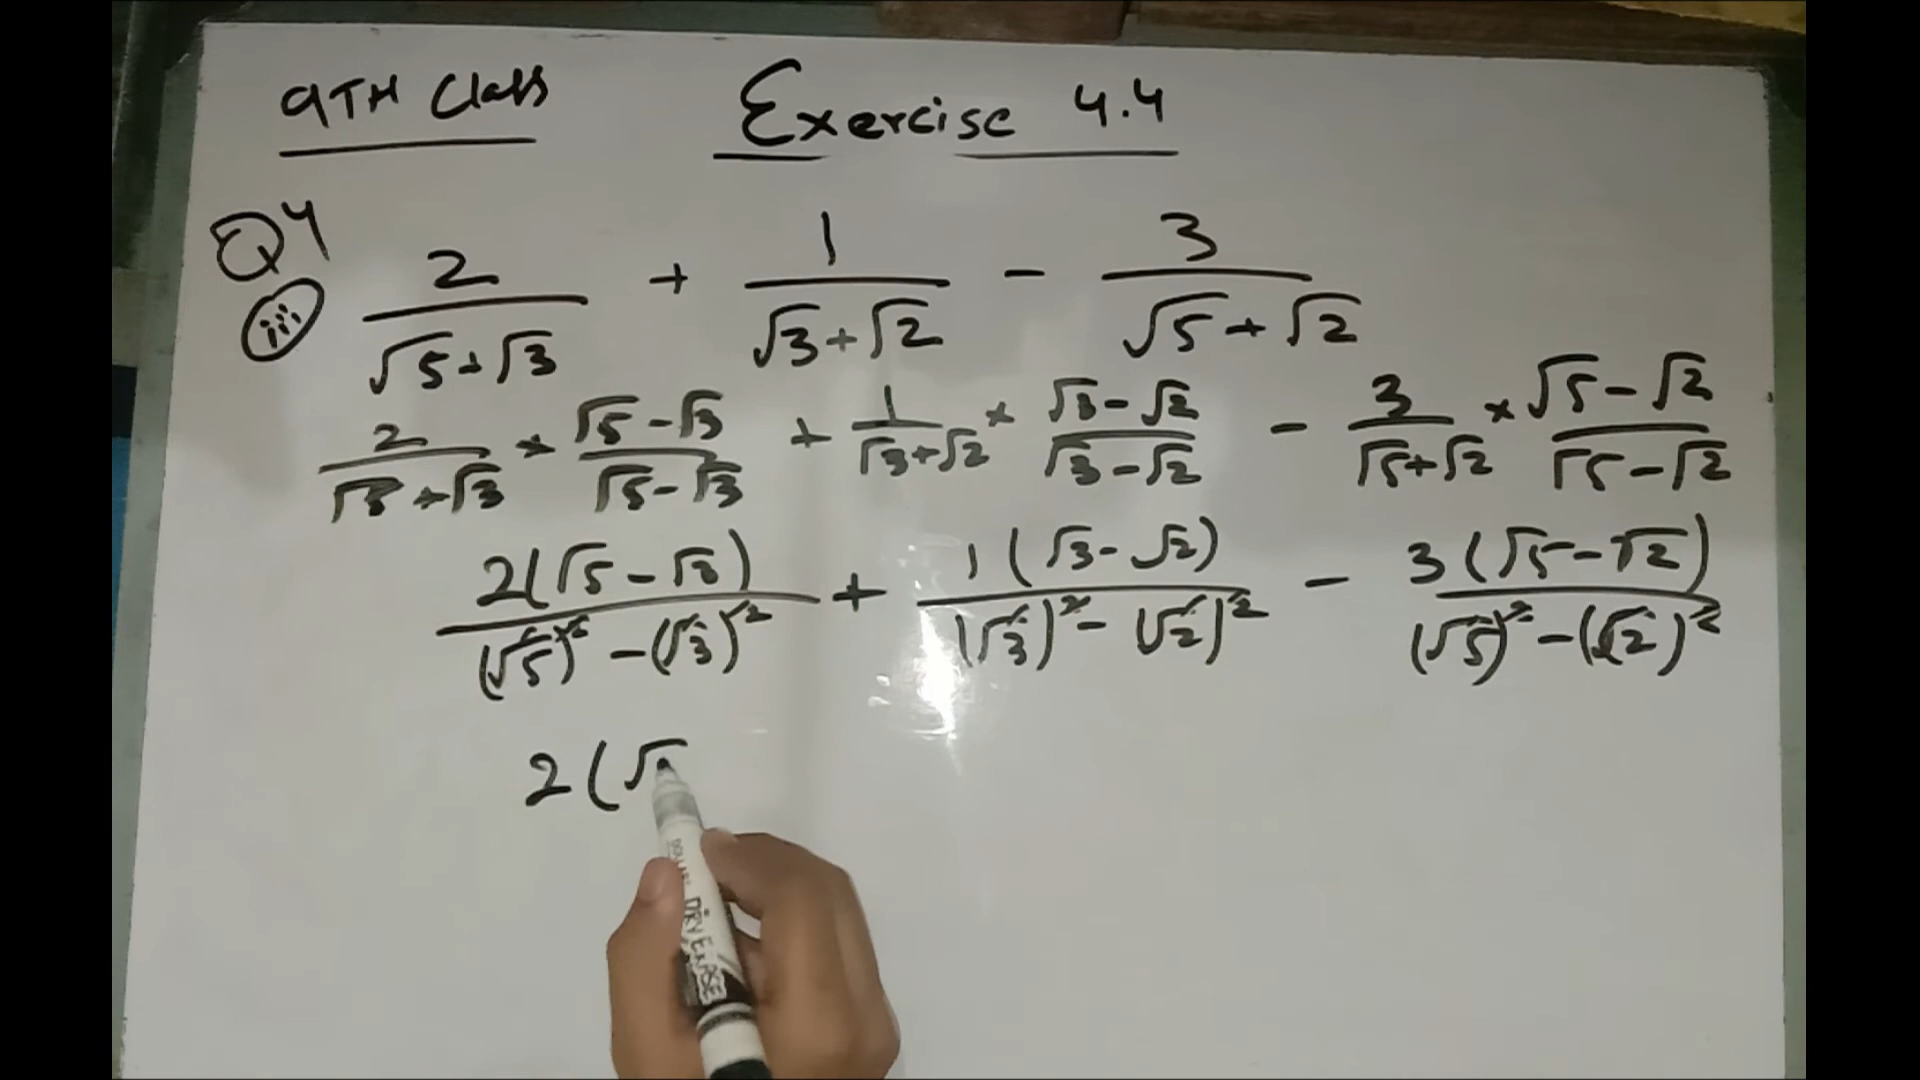 9TH Class Exercise 4.4
Q4
iii 2/(√5+√3) + 1/(√3+√2) - 3/(√5+√2)
2/(√5+√3) × (√5-√3)/(√5-√3) + 1/(√3+√2) × (√3-√2)/(√3-√2) - 3/(√5+√2) × (√5-√2)/(√5-√2)
2(√5-√3)/((√5)²-(√3)²) + 1(√3-√2)/((√3)²-(√2)²) - 3(√5-√2)/((√5)²-(√2)²)
2(√
DRY ERASE